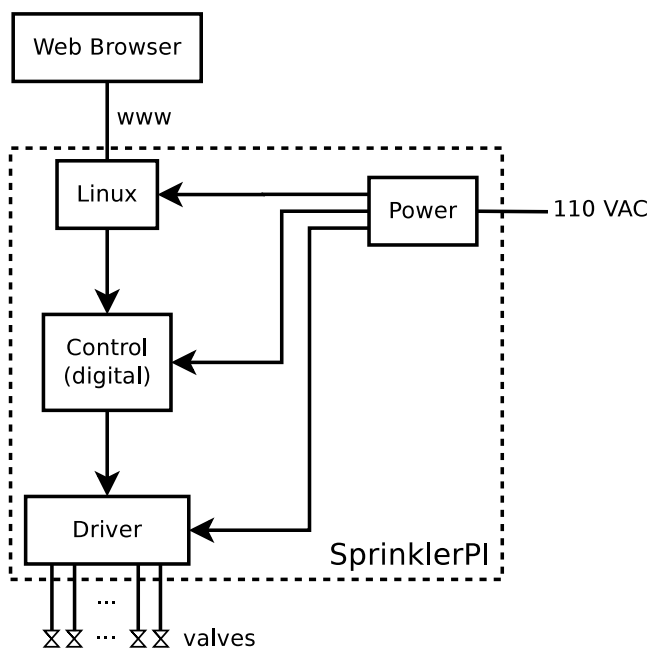 Web Browser
www
Linux
Power
110 VAC
Control
(digital)
Driver
SprinklerPI
...
...
valves